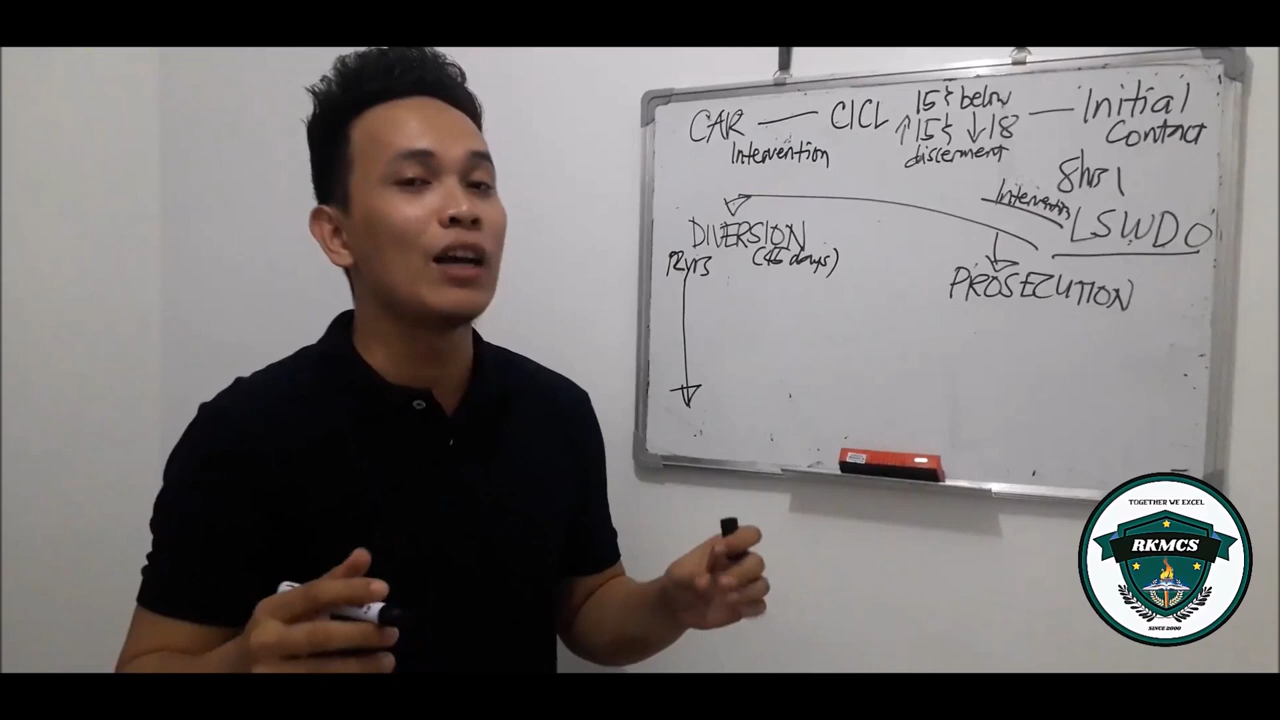 CAR — CICL 15 & below — Initial
↑15 & ↓18 Contact
Intervention discerment
8hrs
Intervention LSWDO
DIVERSION
(45 days)
PROSECUTION
TOGETHER WE EXCEL
RKMCS
SINCE 2000